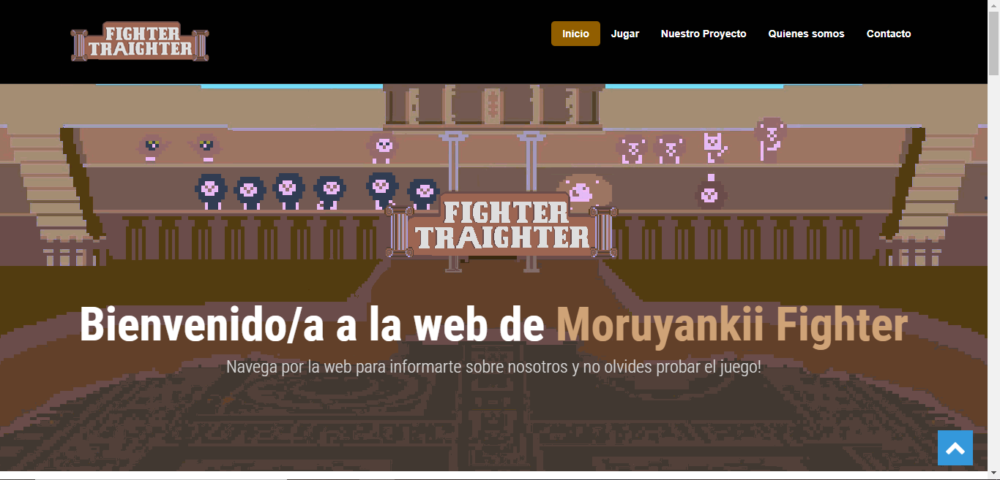 FIGHTER
TRAIGHTER
Inicio Jugar Nuestro Proyecto Quienes somos Contacto
FIGHTER
TRAIGHTER
Bienvenido/a a la web de Moruyankii Fighter
Navega por la web para informarte sobre nosotros y no olvides probar el juego!